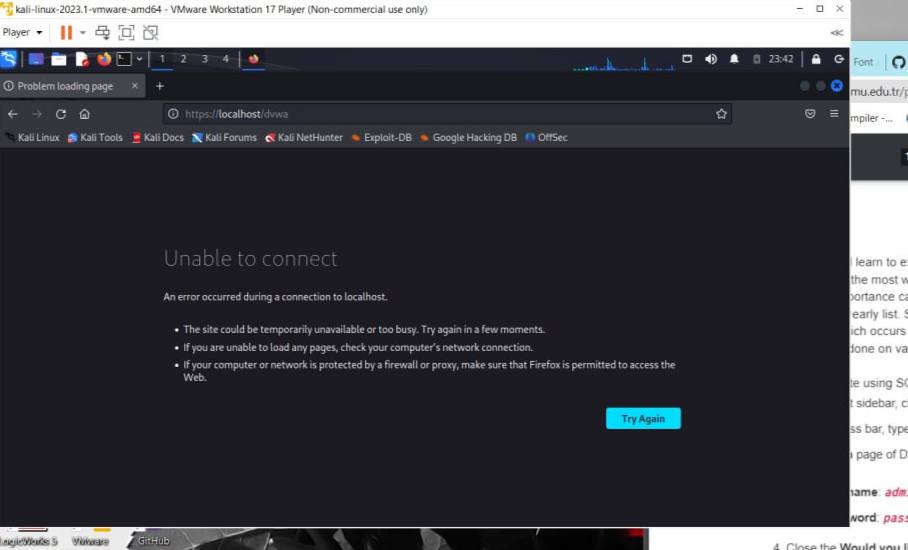 kali-linux-2023.1-vmware-amd64 - VMware Workstation 17 Player (Non-commercial use only)
Player
1 2 3 4
23:42
Problem loading page
https://localhost/dvwa
Kali Linux Kali Tools Kali Docs Kali Forums Kali NetHunter Exploit-DB Google Hacking DB OffSec
Unable to connect
An error occurred during a connection to localhost.
• The site could be temporarily unavailable or too busy. Try again in a few moments.
• If you are unable to load any pages, check your computer's network connection.
• If your computer or network is protected by a firewall or proxy, make sure that Firefox is permitted to access the
Web.
Try Again
Font
mu.edu.tr/p
mpiler -...
learn to e
the most w
portance ca
early list. S
ich occurs
done on va
te using SQ
t sidebar, c
ss bar, type
a page of D
name: adm
word: pass
4. Close the Would you li
LogicWorks 5 VMware GitHub